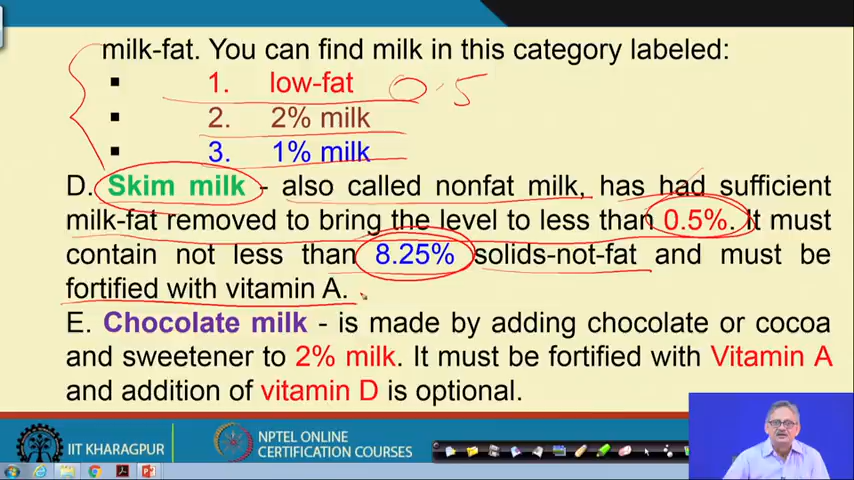 milk-fat. You can find milk in this category labeled:
▪ 1. low-fat 0.5
▪ 2. 2% milk
▪ 3. 1% milk
D. Skim milk - also called nonfat milk, has had sufficient
milk-fat removed to bring the level to less than 0.5%. It must
contain not less than 8.25% solids-not-fat and must be
fortified with vitamin A.
E. Chocolate milk - is made by adding chocolate or cocoa
and sweetener to 2% milk. It must be fortified with Vitamin A
and addition of vitamin D is optional.
IIT KHARAGPUR
NPTEL ONLINE
CERTIFICATION COURSES